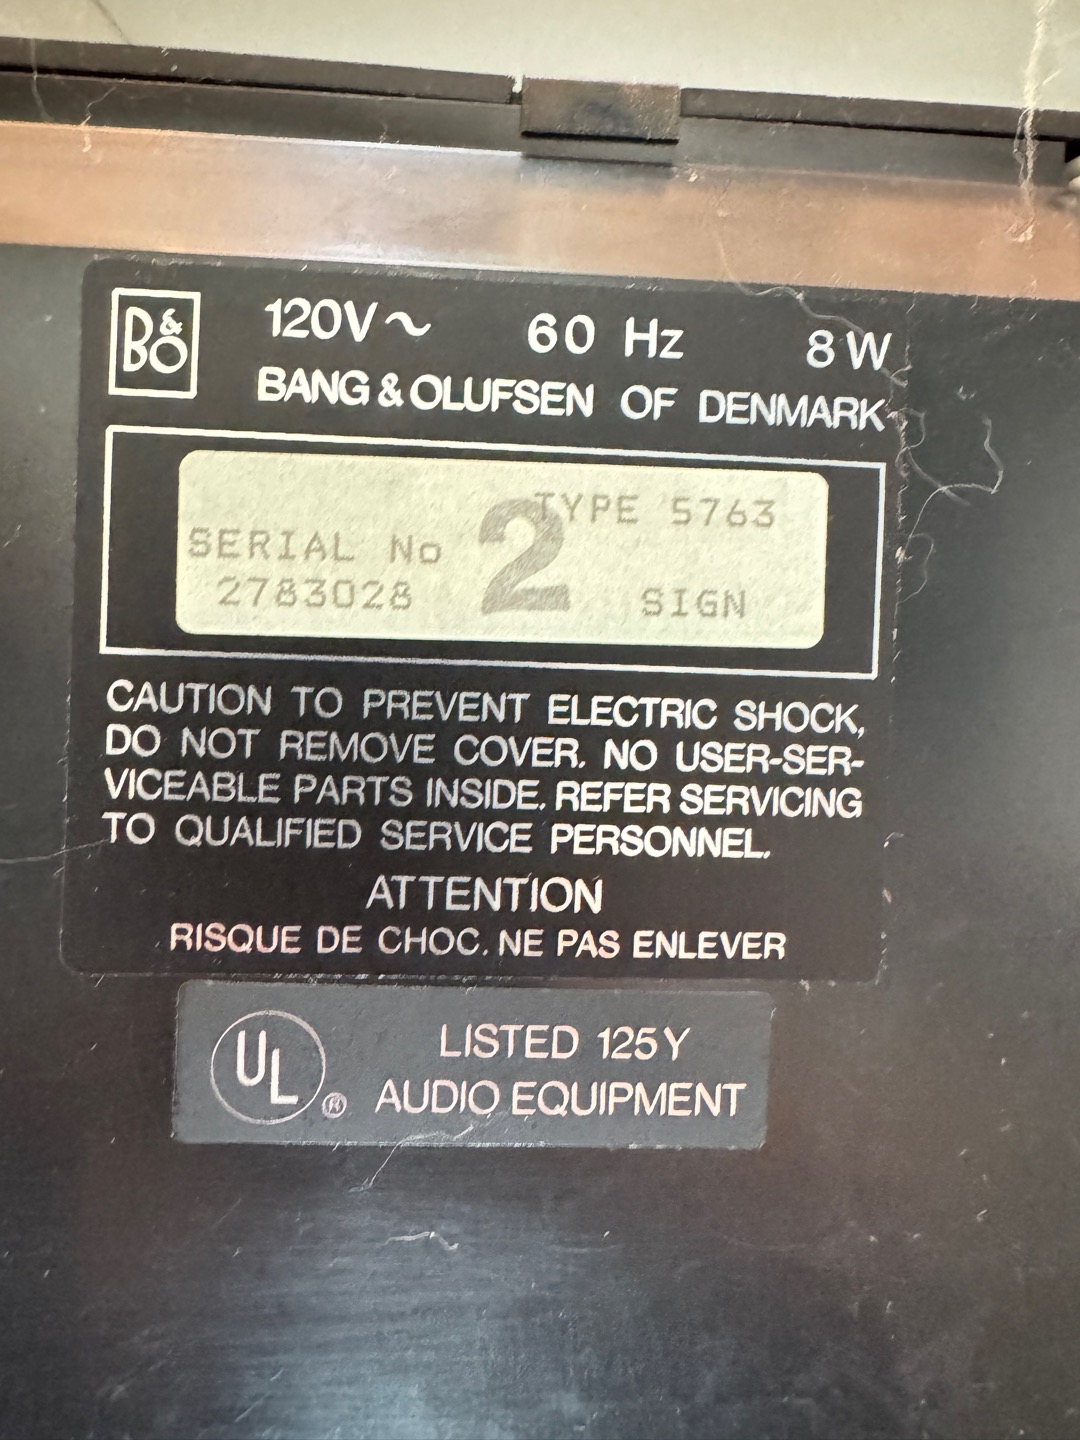 B&O
120V~ 60 Hz 8 W
BANG & OLUFSEN OF DENMARK
TYPE 5763
SERIAL No 2
2783028 SIGN
CAUTION TO PREVENT ELECTRIC SHOCK,
DO NOT REMOVE COVER. NO USER-SER-
VICEABLE PARTS INSIDE. REFER SERVICING
TO QUALIFIED SERVICE PERSONNEL.
ATTENTION
RISQUE DE CHOC. NE PAS ENLEVER
UL® LISTED 125Y
AUDIO EQUIPMENT